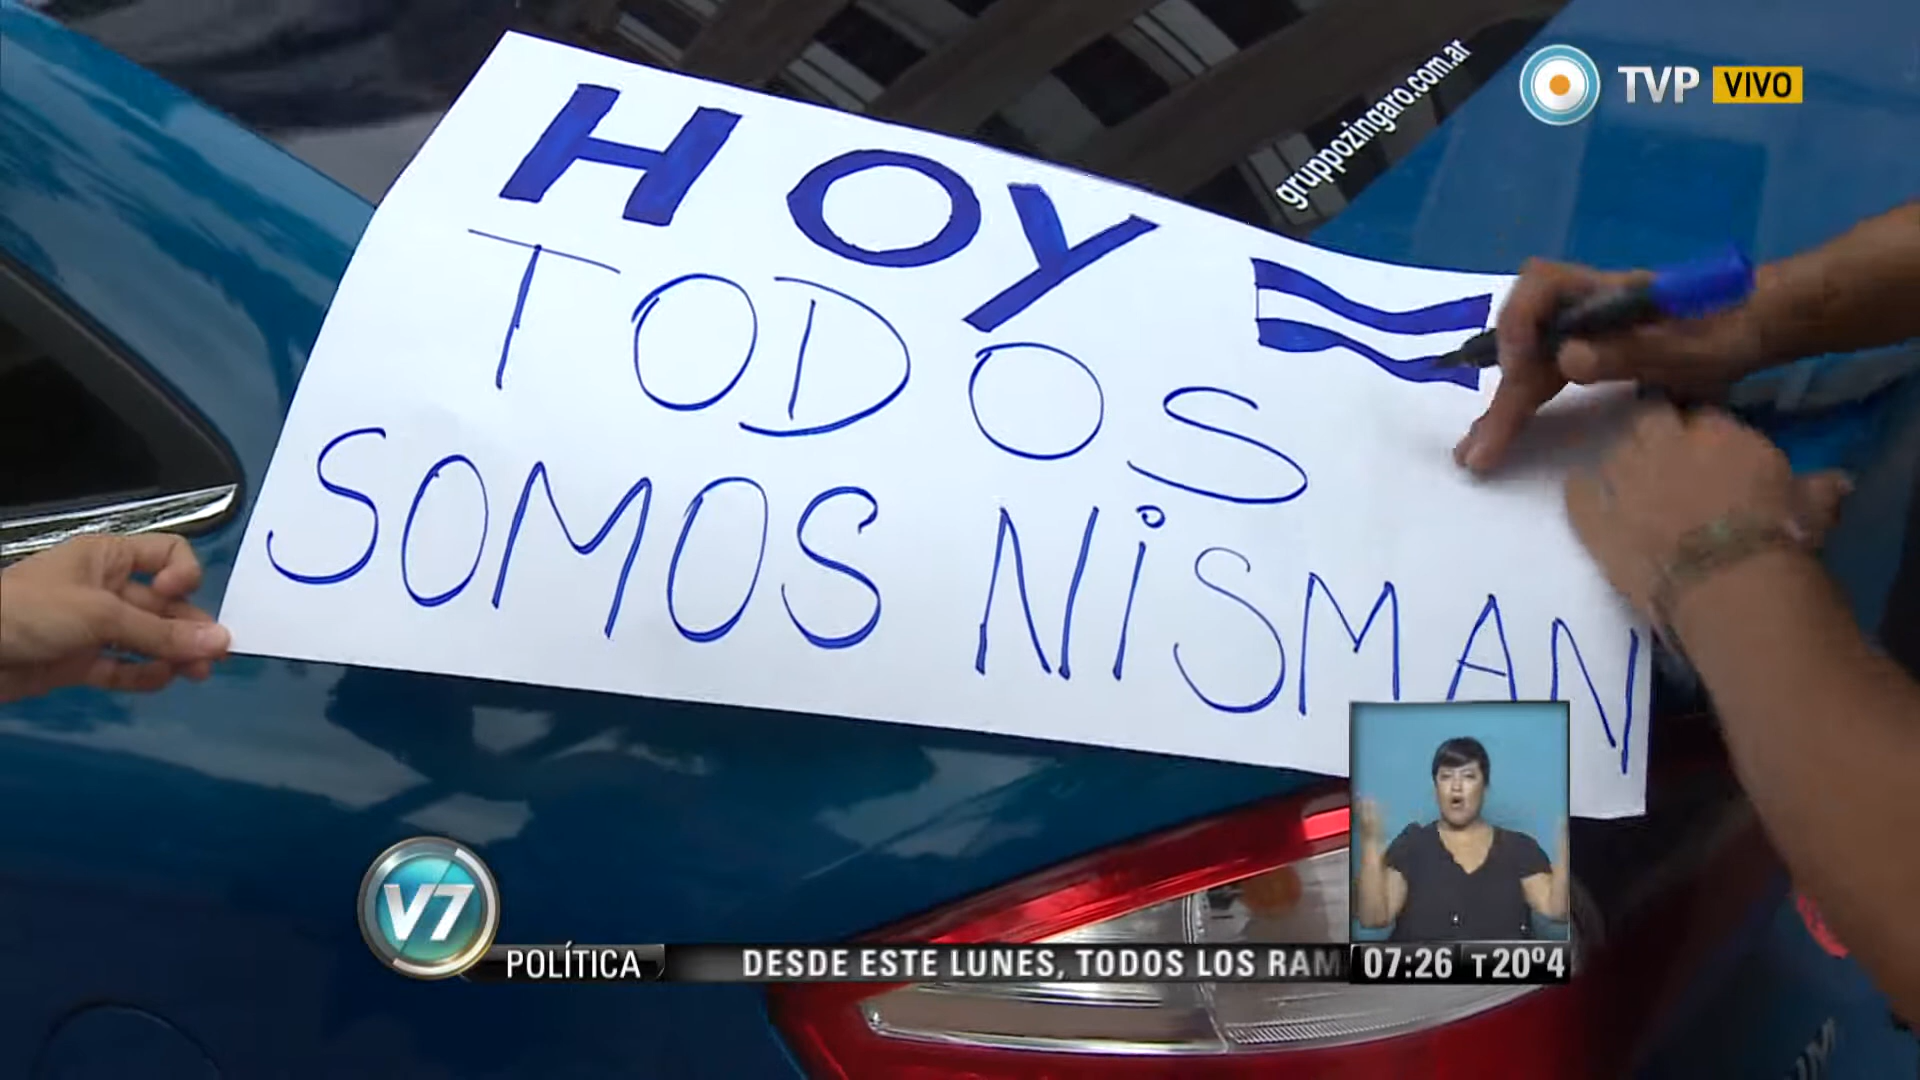 gruppozingaro.com.ar
TVP VIVO
HOY
TODOS
SOMOS NiSMAN
V7
POLÍTICA
DESDE ESTE LUNES, TODOS LOS RAM
07:26 T20º4